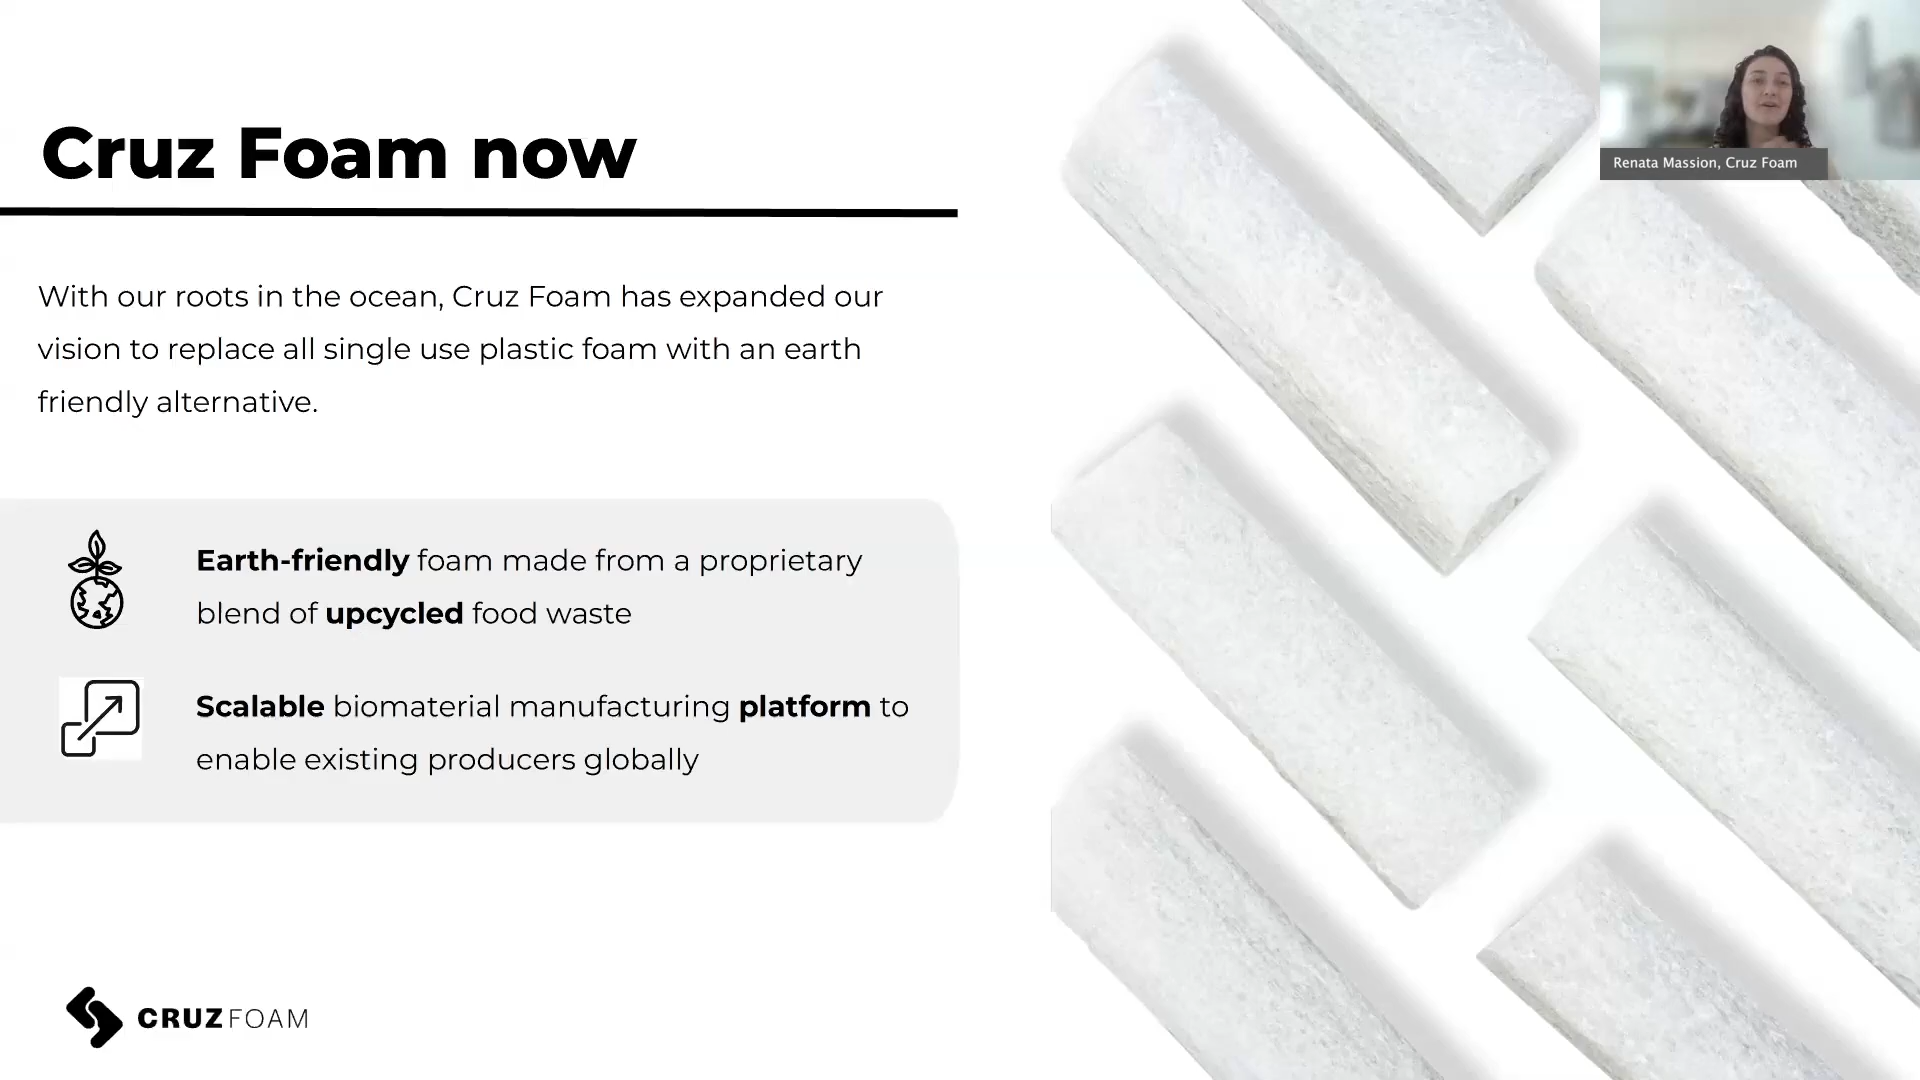 Cruz Foam now
With our roots in the ocean, Cruz Foam has expanded our
vision to replace all single use plastic foam with an earth
friendly alternative.
Earth-friendly foam made from a proprietary
blend of upcycled food waste
Scalable biomaterial manufacturing platform to
enable existing producers globally
CRUZFOAM
Renata Massion, Cruz Foam